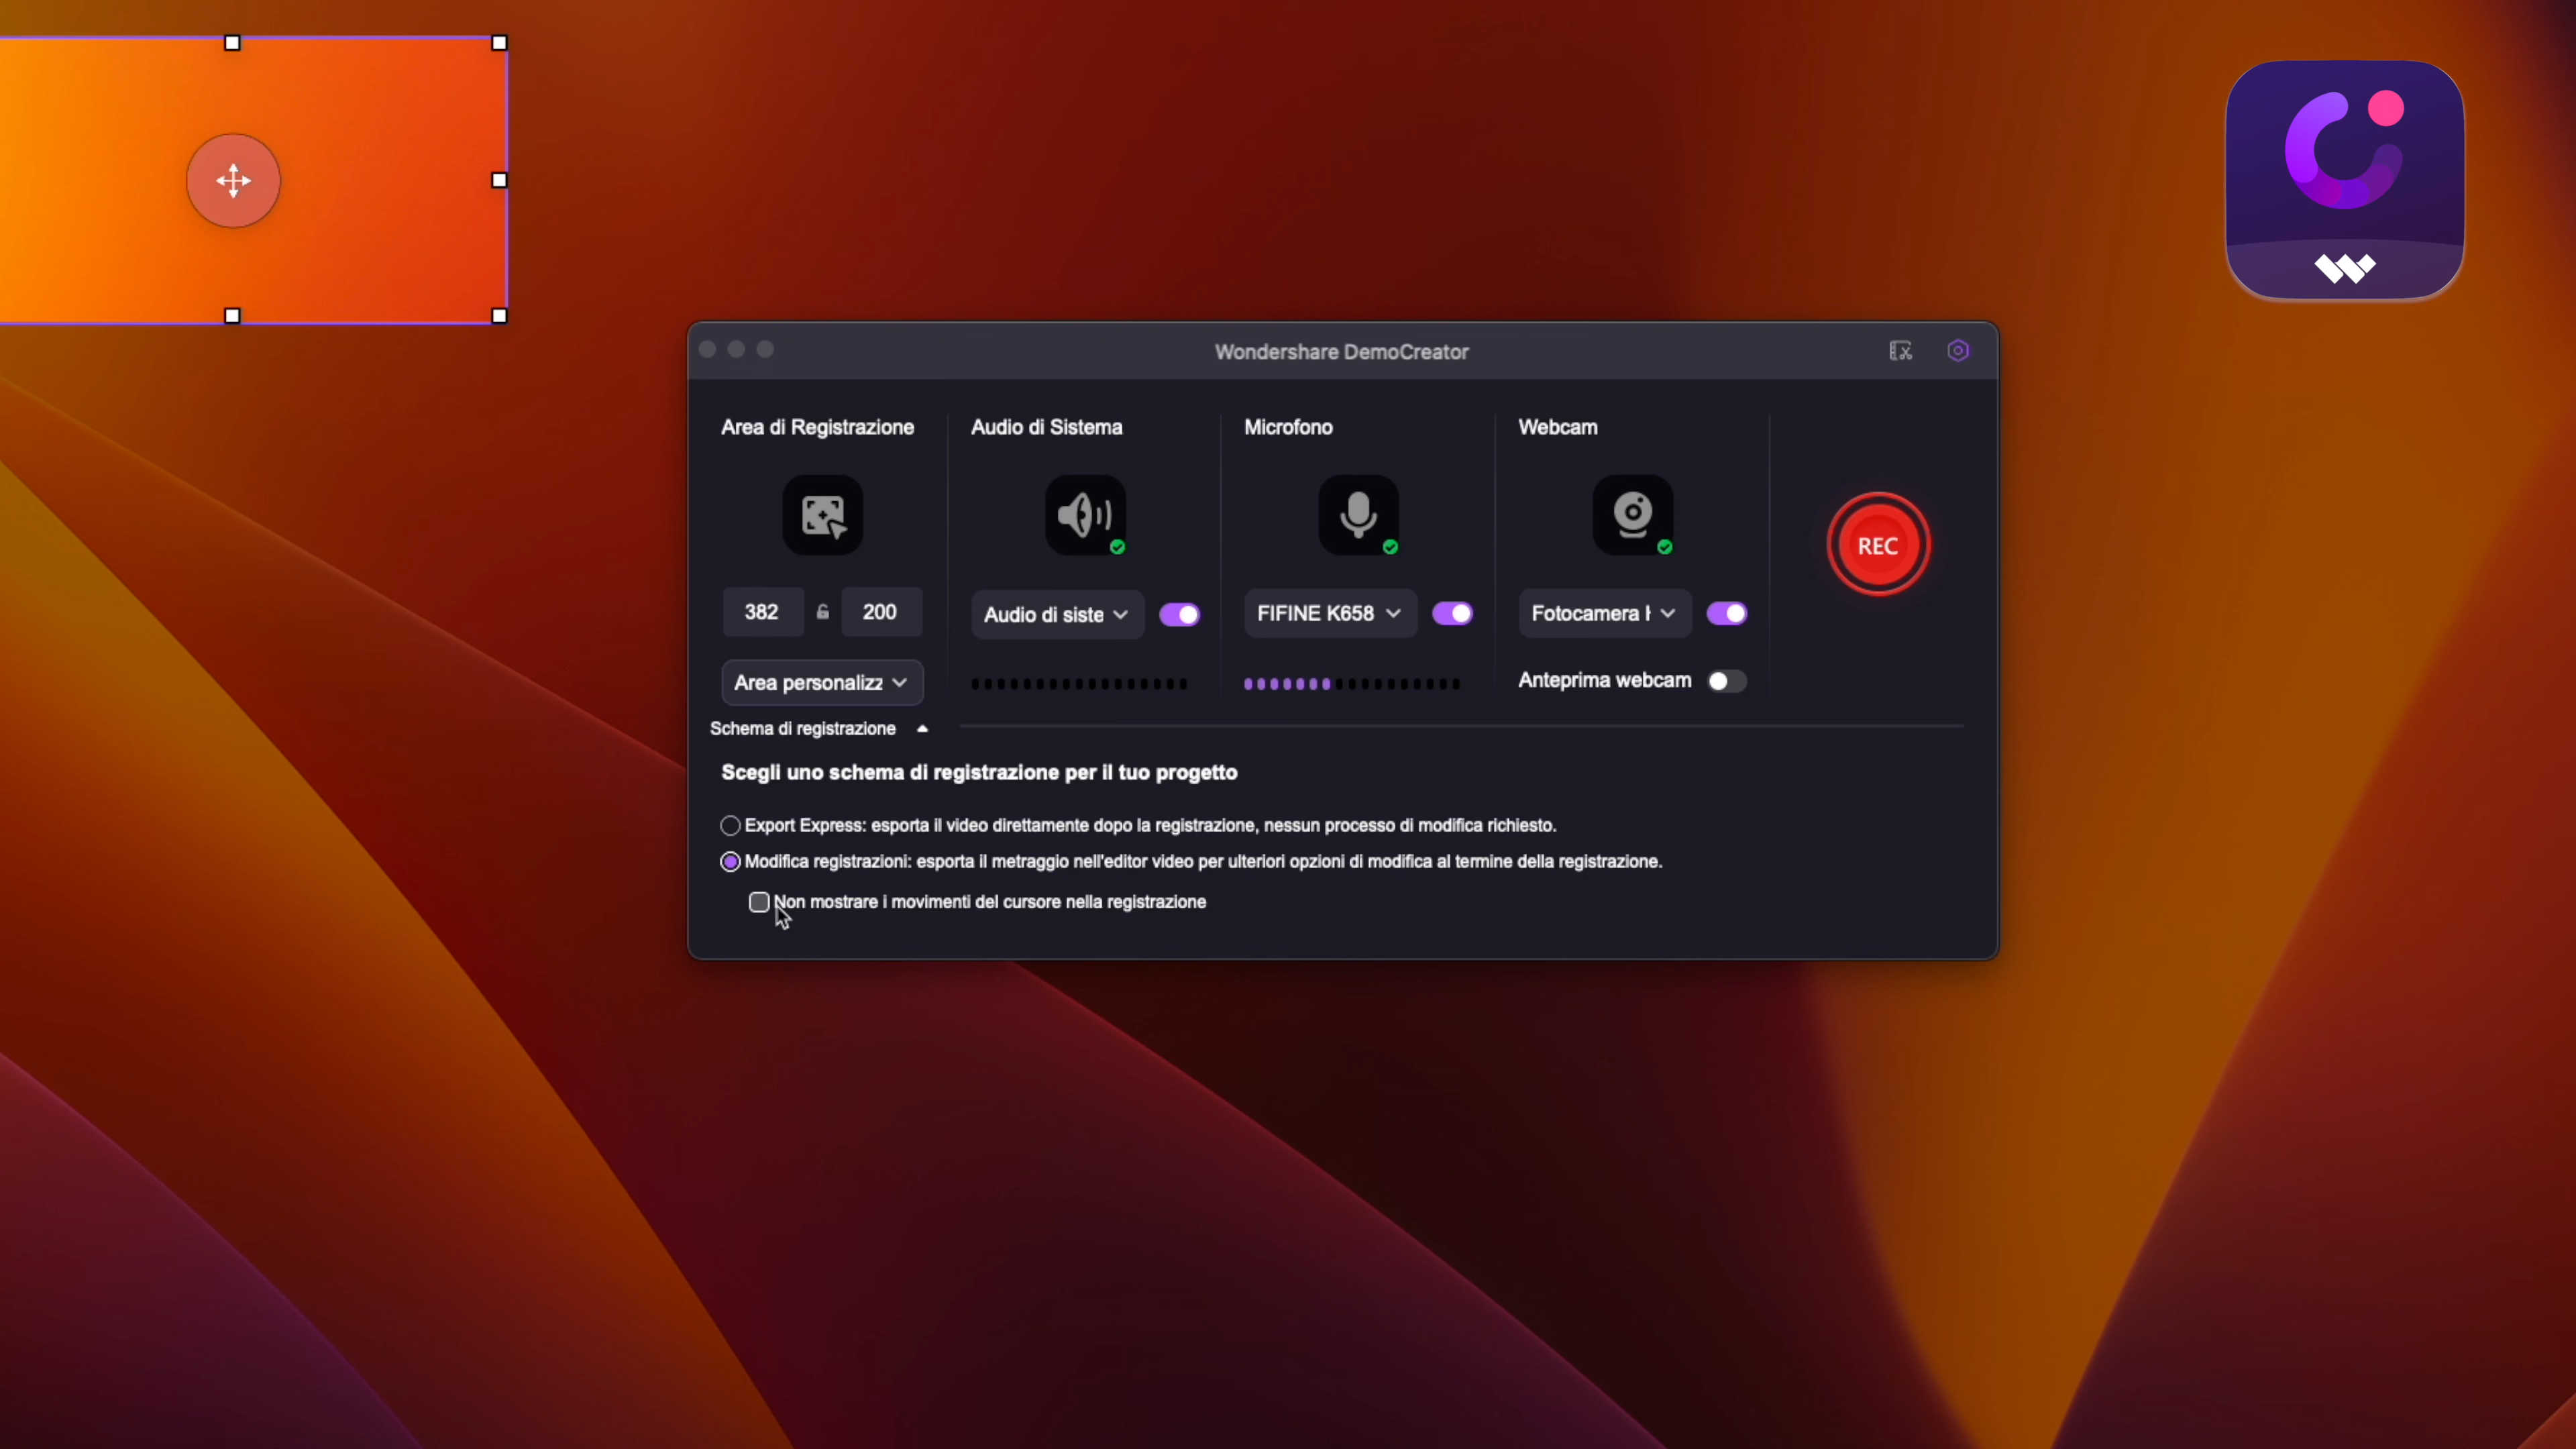 Wondershare DemoCreator
Area di Registrazione
Audio di Sistema
Microfono
Webcam
REC
382
200
Audio di siste
FIFINE K658
Fotocamera
Area personalizz
Anteprima webcam
Schema di registrazione
Scegli uno schema di registrazione per il tuo progetto
Export Express: esporta il video direttamente dopo la registrazione, nessun processo di modifica richiesto.
Modifica registrazioni: esporta il metraggio nell'editor video per ulteriori opzioni di modifica al termine della registrazione.
Non mostrare i movimenti del cursore nella registrazione